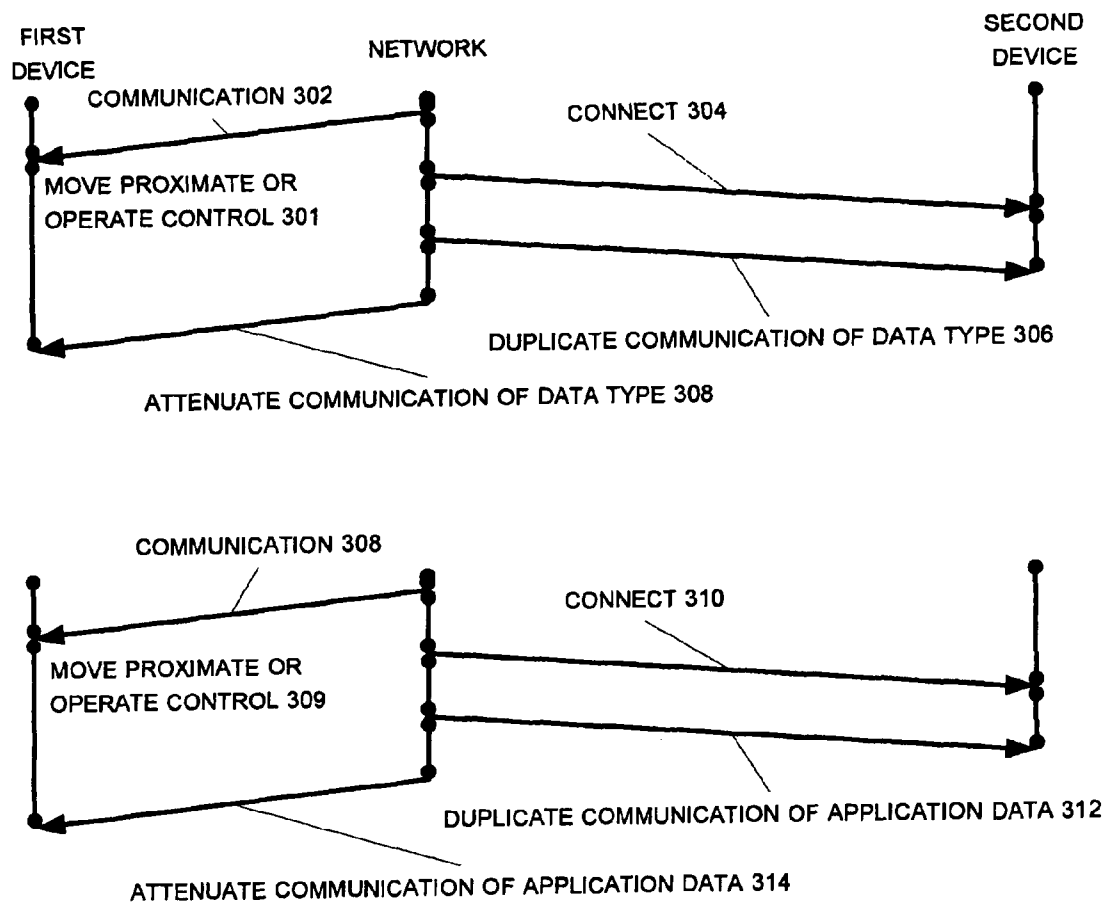 FIRST
DEVICE
NETWORK
SECOND
DEVICE
COMMUNICATION 302
CONNECT 304
MOVE PROXIMATE OR
OPERATE CONTROL 301
DUPLICATE COMMUNICATION OF DATA TYPE 306
ATTENUATE COMMUNICATION OF DATA TYPE 308
COMMUNICATION 308
CONNECT 310
MOVE PROXIMATE OR
OPERATE CONTROL 309
DUPLICATE COMMUNICATION OF APPLICATION DATA 312
ATTENUATE COMMUNICATION OF APPLICATION DATA 314